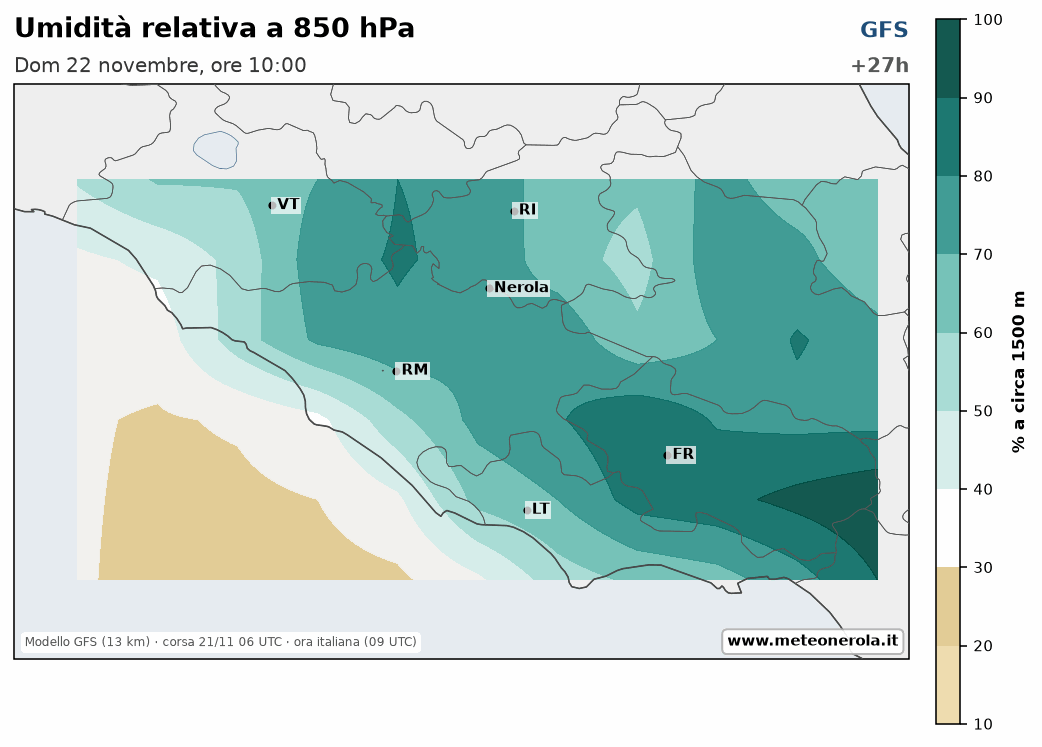 Umidità relativa a 850 hPa
GFS
Dom 22 novembre, ore 10:00
+27h
VT
RI
Nerola
RM
FR
LT
Modello GFS (13 km) · corsa 21/11 06 UTC · ora italiana (09 UTC)
www.meteonerola.it
100
90
80
70
60
50
40
30
20
10
% a circa 1500 m